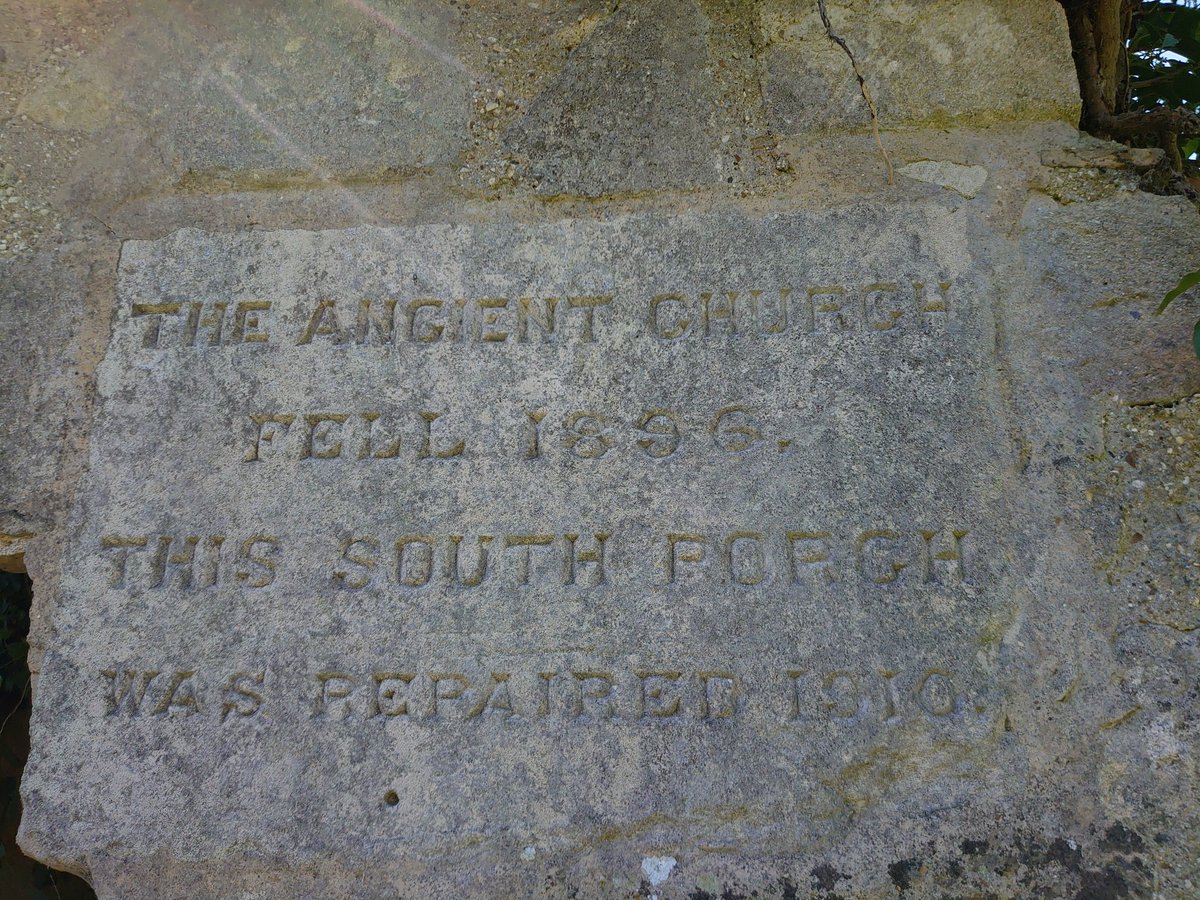 THE ANCIENT CHURCH
FELL 1896.
THIS SOUTH PORCH
WAS REPAIRED 1910.